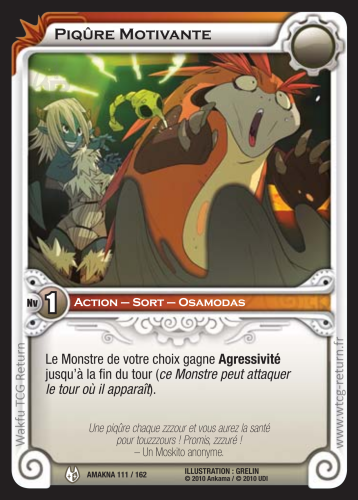 PIQÛRE MOTIVANTE
Nv 1
ACTION – SORT – OSAMODAS
Le Monstre de votre choix gagne Agressivité
jusqu'à la fin du tour (ce Monstre peut attaquer
le tour où il apparaît).
Une piqûre chaque zzzour et vous aurez la santé
pour touzzzours ! Promis, zzzuré !
– Un Moskito anonyme.
AMAKNA 111 / 162
ILLUSTRATION : GRELIN
© 2010 Ankama / © 2010 UDI
Wakfu TCG Return
www.wtcg-return.fr